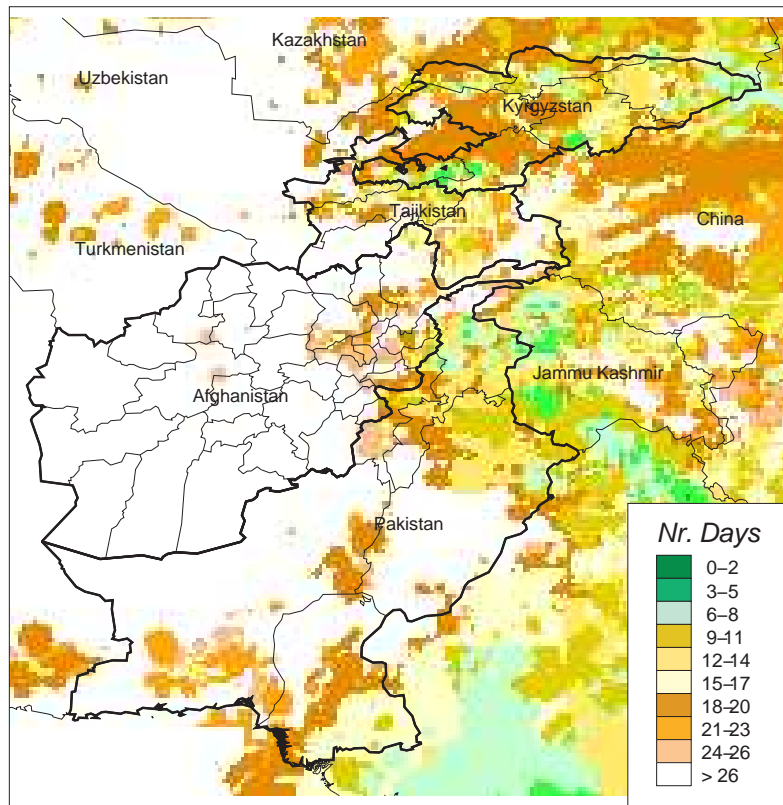 Kazakhstan
Uzbekistan
Kyrgyzstan
Tajikistan
China
Turkmenistan
Jammu Kashmir
Afghanistan
Pakistan
Nr. Days
0–2
3–5
6–8
9–11
12–14
15–17
18–20
21–23
24–26
> 26